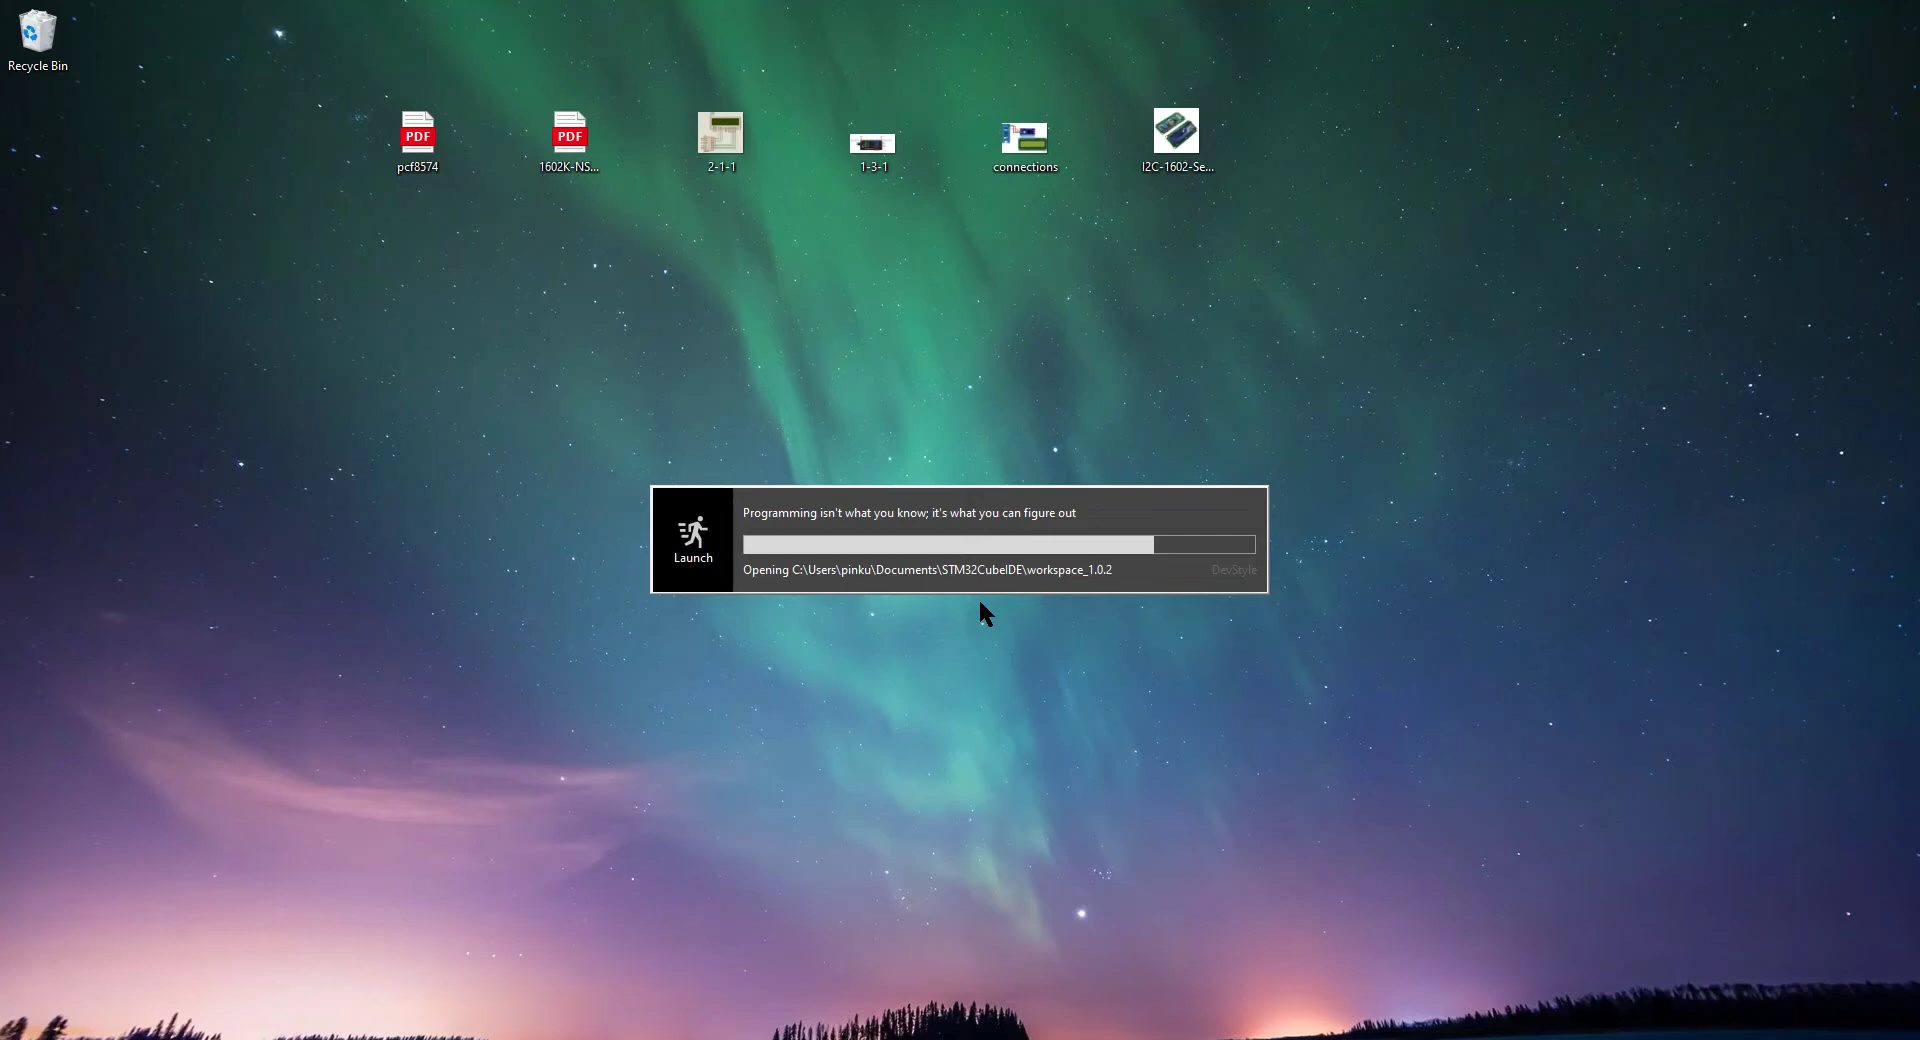 Recycle Bin
PDF
PDF
pcf8574
1602K-NS...
2-1-1
1-3-1
connections
I2C-1602-Se...
Programming isn't what you know; it's what you can figure out
Launch
Opening C:\Users\pinku\Documents\STM32CubeIDE\workspace_1.0.2
DevStyle